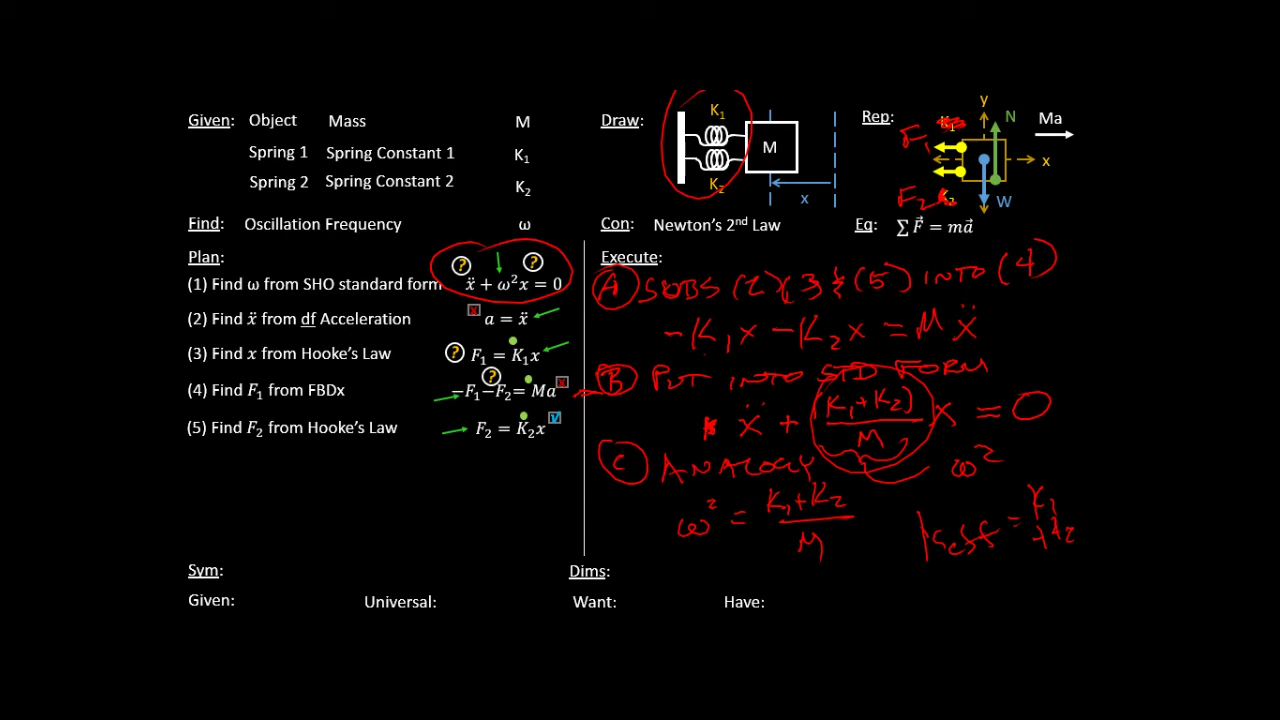 Given: Object Mass M
Spring 1 Spring Constant 1 K₁
Spring 2 Spring Constant 2 K₂
Draw: K₁ M K₂ x
Rep: F₁ y N Ma x F₂ W
Find: Oscillation Frequency ω
Con: Newton's 2nd Law
Eq: ∑F⃗ = ma⃗
Plan:
(1) Find ω from SHO standard form ẍ + ω²x = 0
? ?
(2) Find ẍ from df Acceleration x a = ẍ
(3) Find x from Hooke's Law ? F₁ = K₁x
(4) Find F₁ from FBDx ? −F₁−F₂= Ma x
(5) Find F₂ from Hooke's Law F₂ = K₂x
Execute:
A SUBS (2), 3 & (5) INTO (4)
−K₁x −K₂x = Mẍ
B PUT INTO STD FORM
ẍ + (K₁+K₂)/M x = 0
C ANALOGY ω²
ω² = K₁+K₂/M
Keff = K₁ +K₂
Sym:
Dims:
Given: Universal: Want: Have: